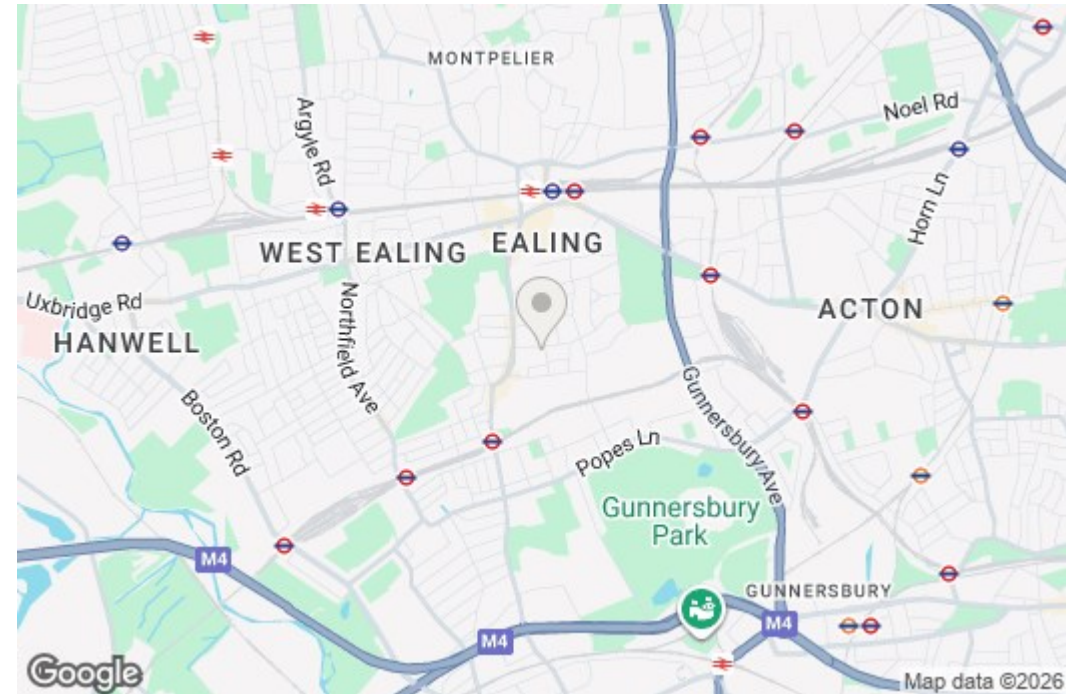 MONTPELIER
Noel Rd
Argyle Rd
Horn Ln
WEST EALING
EALING
Uxbridge Rd
HANWELL
Northfield Ave
ACTON
Boston Rd
Gunnersbury Ave
Popes Ln
Gunnersbury
Park
M4
GUNNERSBURY
M4
M4
Google
Map data ©2026